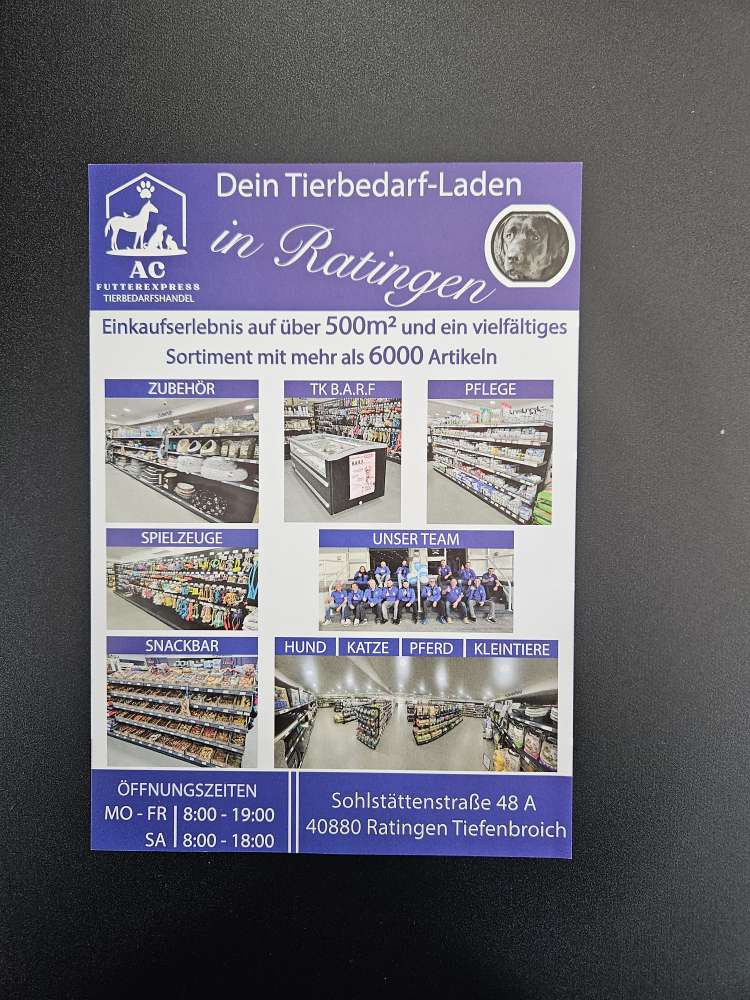 Dein Tierbedarf-Laden
in Ratingen
AC
FUTTEREXPRESS
TIERBEDARFSHANDEL
Einkaufserlebnis auf über 500m² und ein vielfältiges
Sortiment mit mehr als 6000 Artikeln
ZUBEHÖR
TK B.A.R.F
PFLEGE
SPIELZEUGE
UNSER TEAM
SNACKBAR
HUND | KATZE | PFERD | KLEINTIERE
ÖFFNUNGSZEITEN
MO - FR | 8:00 - 19:00
SA | 8:00 - 18:00
Sohlstättenstraße 48 A
40880 Ratingen Tiefenbroich